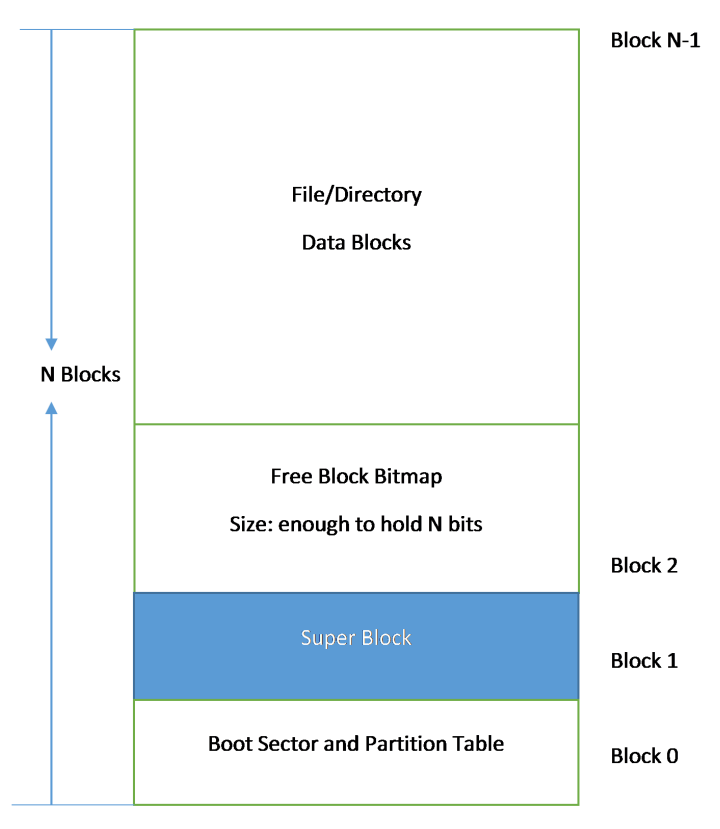 Block N-1
File/Directory
Data Blocks
N Blocks
Free Block Bitmap
Size: enough to hold N bits
Block 2
Super Block
Block 1
Boot Sector and Partition Table
Block 0